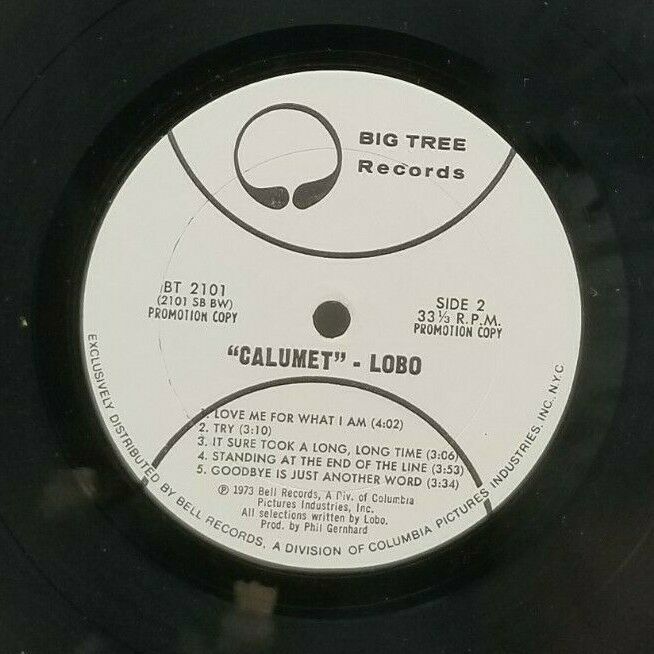 BIG TREE
Records
BT 2101
(2101 SB BW)
PROMOTION COPY
SIDE 2
33⅓ R.P.M.
PROMOTION COPY
"CALUMET" - LOBO
1. LOVE ME FOR WHAT I AM (4:02)
2. TRY (3:10)
3. IT SURE TOOK A LONG, LONG TIME (3:06)
4. STANDING AT THE END OF THE LINE (3:53)
5. GOODBYE IS JUST ANOTHER WORD (3:34)
℗ 1973 Bell Records, A Div. of Columbia
Pictures Industries, Inc.
All selections written by Lobo.
Prod. by Phil Gernhard
EXCLUSIVELY DISTRIBUTED BY BELL RECORDS, A DIVISION OF COLUMBIA PICTURES INDUSTRIES, INC. N.Y.C